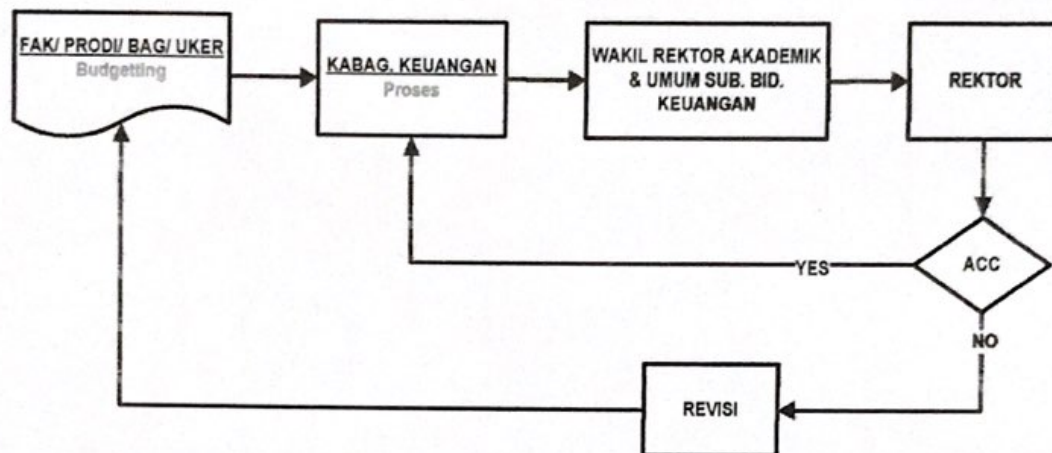 FAK/ PRODI/ BAG/ UKER
Budgetting
KABAG. KEUANGAN
Proses
WAKIL REKTOR AKADEMIK
& UMUM SUB. BID.
KEUANGAN
REKTOR
ACC
YES
NO
REVISI